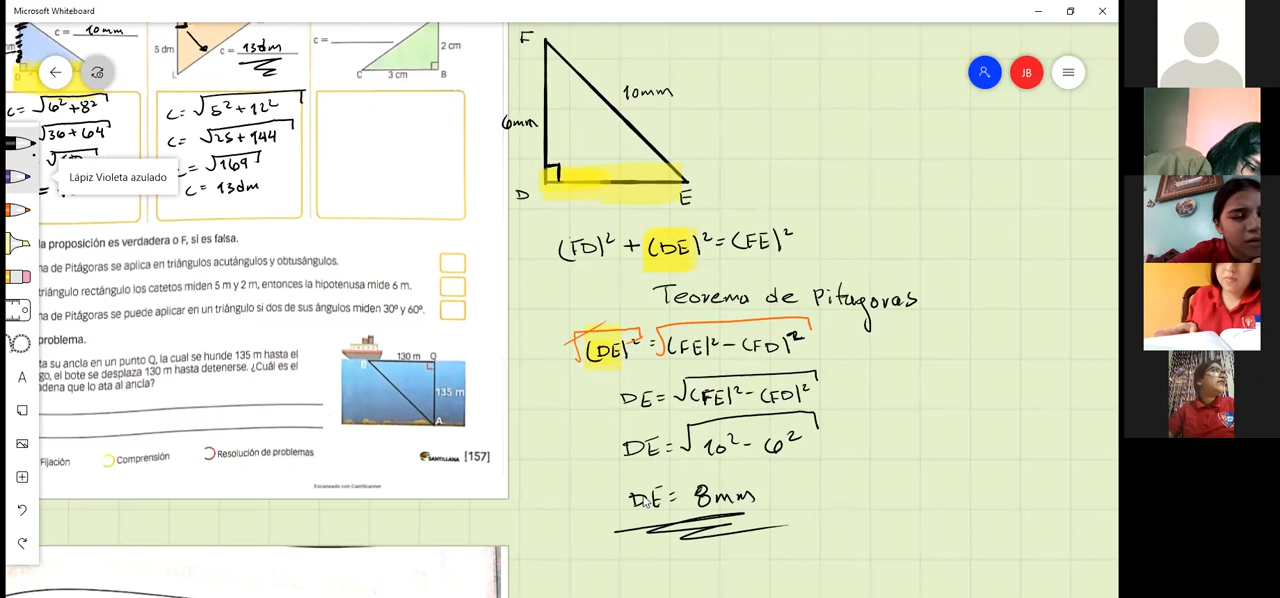 Microsoft Whiteboard
c = 10mm
5 dm
c = 13dm
L
c =
2 cm
C
3 cm
B
c = √6²+8²
√36+64
Lápiz Violeta azulado
c = √5²+12²
c = √25+144
= √169
c = 13dm
la proposición es verdadera o F, si es falsa.
na de Pitágoras se aplica en triángulos acutángulos y obtusángulos.
triángulo rectángulo los catetos miden 5 m y 2 m, entonces la hipotenusa mide 6 m.
na de Pitágoras se puede aplicar en un triángulo si dos de sus ángulos miden 30º y 60º.
problema.
ta su ancla en un punto Q, la cual se hunde 135 m hasta el
go, el bote se desplaza 130 m hasta detenerse. ¿Cuál es el
adena que lo ata al ancla?
130 m
Q
B
135 m
A
Fijación
Comprensión
Resolución de problemas
SANTILLANA
[157]
Escaneado con CamScanner
F
10mm
6mm
D
E
(FD)² + (DE)² = (FE)²
Teorema de Pitagoras
√(DE)² = √(FE)² - (FD)²
DE = √(FE)² - (FD)²
DE = √10² - 6²
DE = 8mm
JB
A